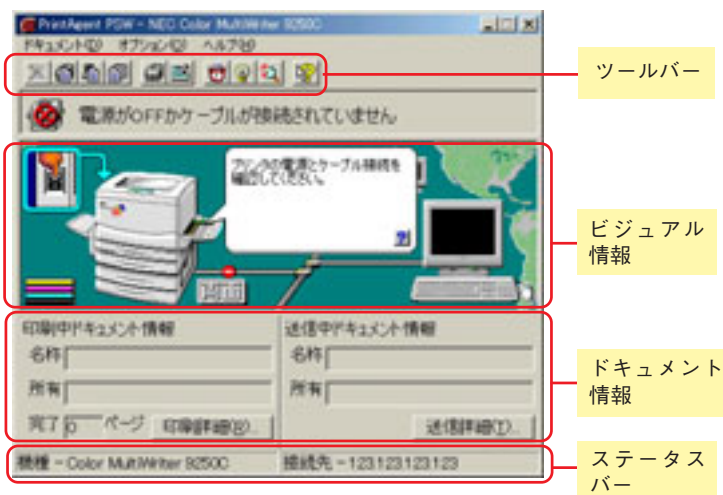 PrintAgent PSW - NEC Color MultiWriter 9250C
ドキュメント(D) オプション(O) ヘルプ(H)
ツールバー
電源がOFFかケーブルが接続されていません
プリンタの電源とケーブル接続を
確認してください。
ビジュアル
情報
印刷中ドキュメント情報
送信中ドキュメント情報
名称
名称
所有
所有
ドキュメント
情報
完了 0 ページ 印刷詳細(R)...
送信詳細(T)...
機種 - Color MultiWriter 9250C
接続先 - 123.123.123.123
ステータス
バー